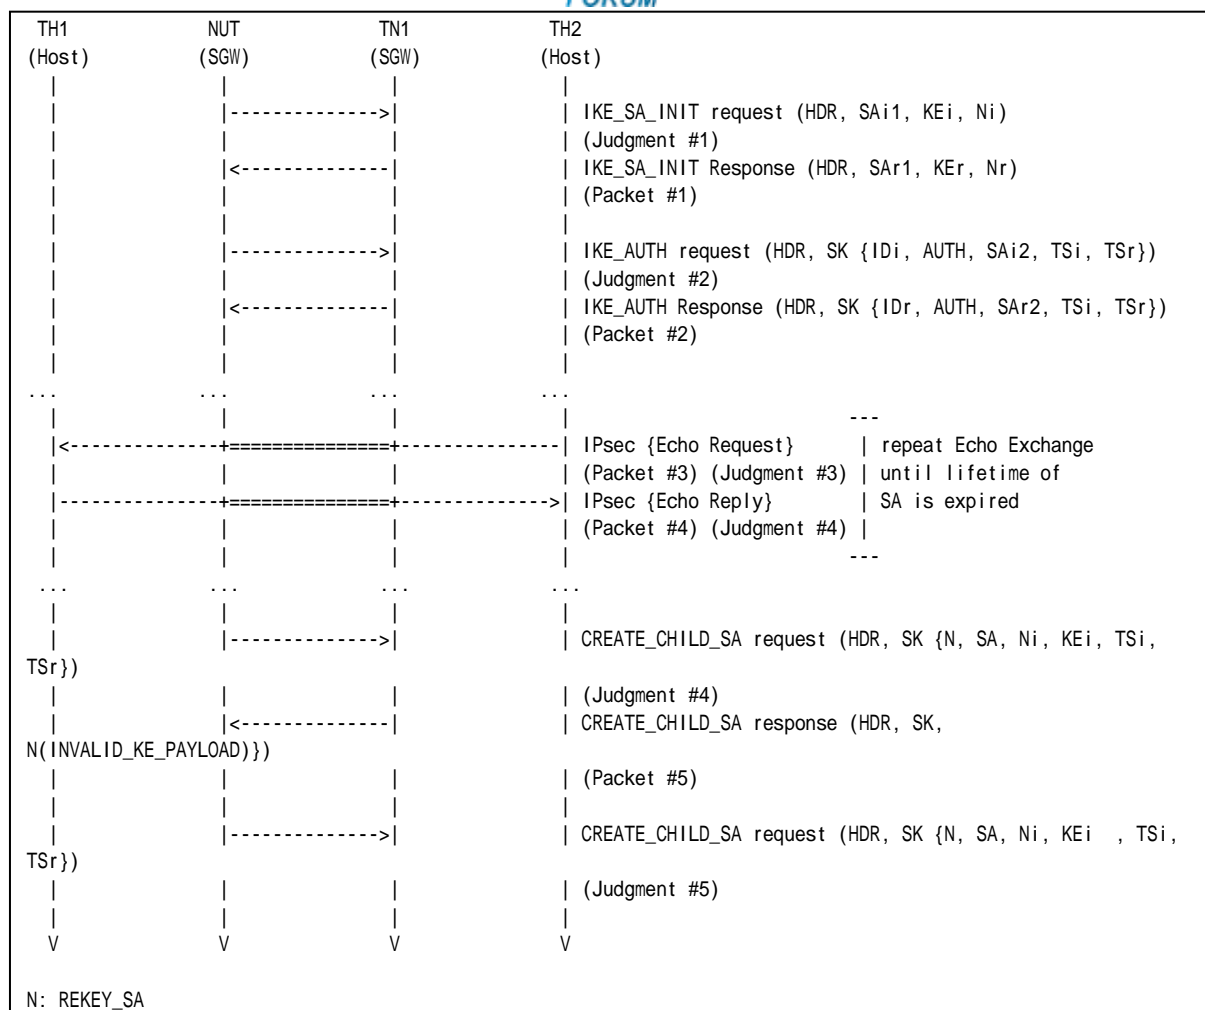 FORUM
TH1 NUT TN1 TH2
(Host) (SGW) (SGW) (Host)
| | | |
| |-------------->| | IKE_SA_INIT request (HDR, SAi1, KEi, Ni)
| | | | (Judgment #1)
| |<--------------| | IKE_SA_INIT Response (HDR, SAr1, KEr, Nr)
| | | | (Packet #1)
| | | |
| |-------------->| | IKE_AUTH request (HDR, SK {IDi, AUTH, SAi2, TSi, TSr})
| | | | (Judgment #2)
| |<--------------| | IKE_AUTH Response (HDR, SK {IDr, AUTH, SAr2, TSi, TSr})
| | | | (Packet #2)
| | | |
... ... ... ...
| | | | ---
|<--------------+===============+---------------| IPsec {Echo Request} | repeat Echo Exchange
| | | | (Packet #3) (Judgment #3) | until lifetime of
|---------------+===============+-------------->| IPsec {Echo Reply} | SA is expired
| | | | (Packet #4) (Judgment #4) |
| | | | ---
... ... ... ...
| | | |
| |-------------->| | CREATE_CHILD_SA request (HDR, SK {N, SA, Ni, KEi, TSi,
TSr})
| | | | (Judgment #4)
| |<--------------| | CREATE_CHILD_SA response (HDR, SK,
N(INVALID_KE_PAYLOAD)})
| | | | (Packet #5)
| | | |
| |-------------->| | CREATE_CHILD_SA request (HDR, SK {N, SA, Ni, KEi , TSi,
TSr})
| | | | (Judgment #5)
| | | |
V V V V
N: REKEY_SA